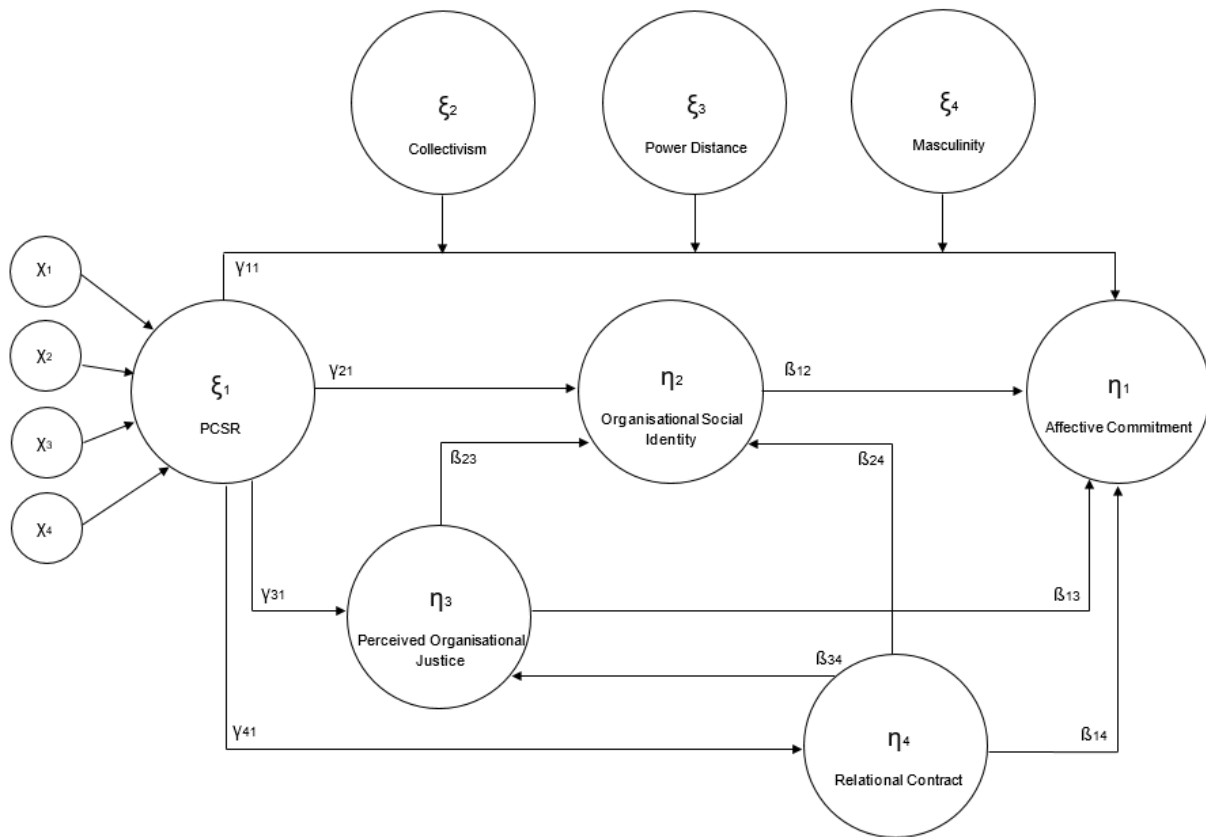 ξ2
Collectivism
ξ3
Power Distance
ξ4
Masculinity
γ11
χ1
χ2
χ3
χ4
ξ1
PCSR
γ21
η2
Organisational Social
Identity
ß12
η1
Affective Commitment
ß23
ß24
γ31
η3
Perceived Organisational
Justice
ß13
ß34
γ41
η4
Relational Contract
ß14